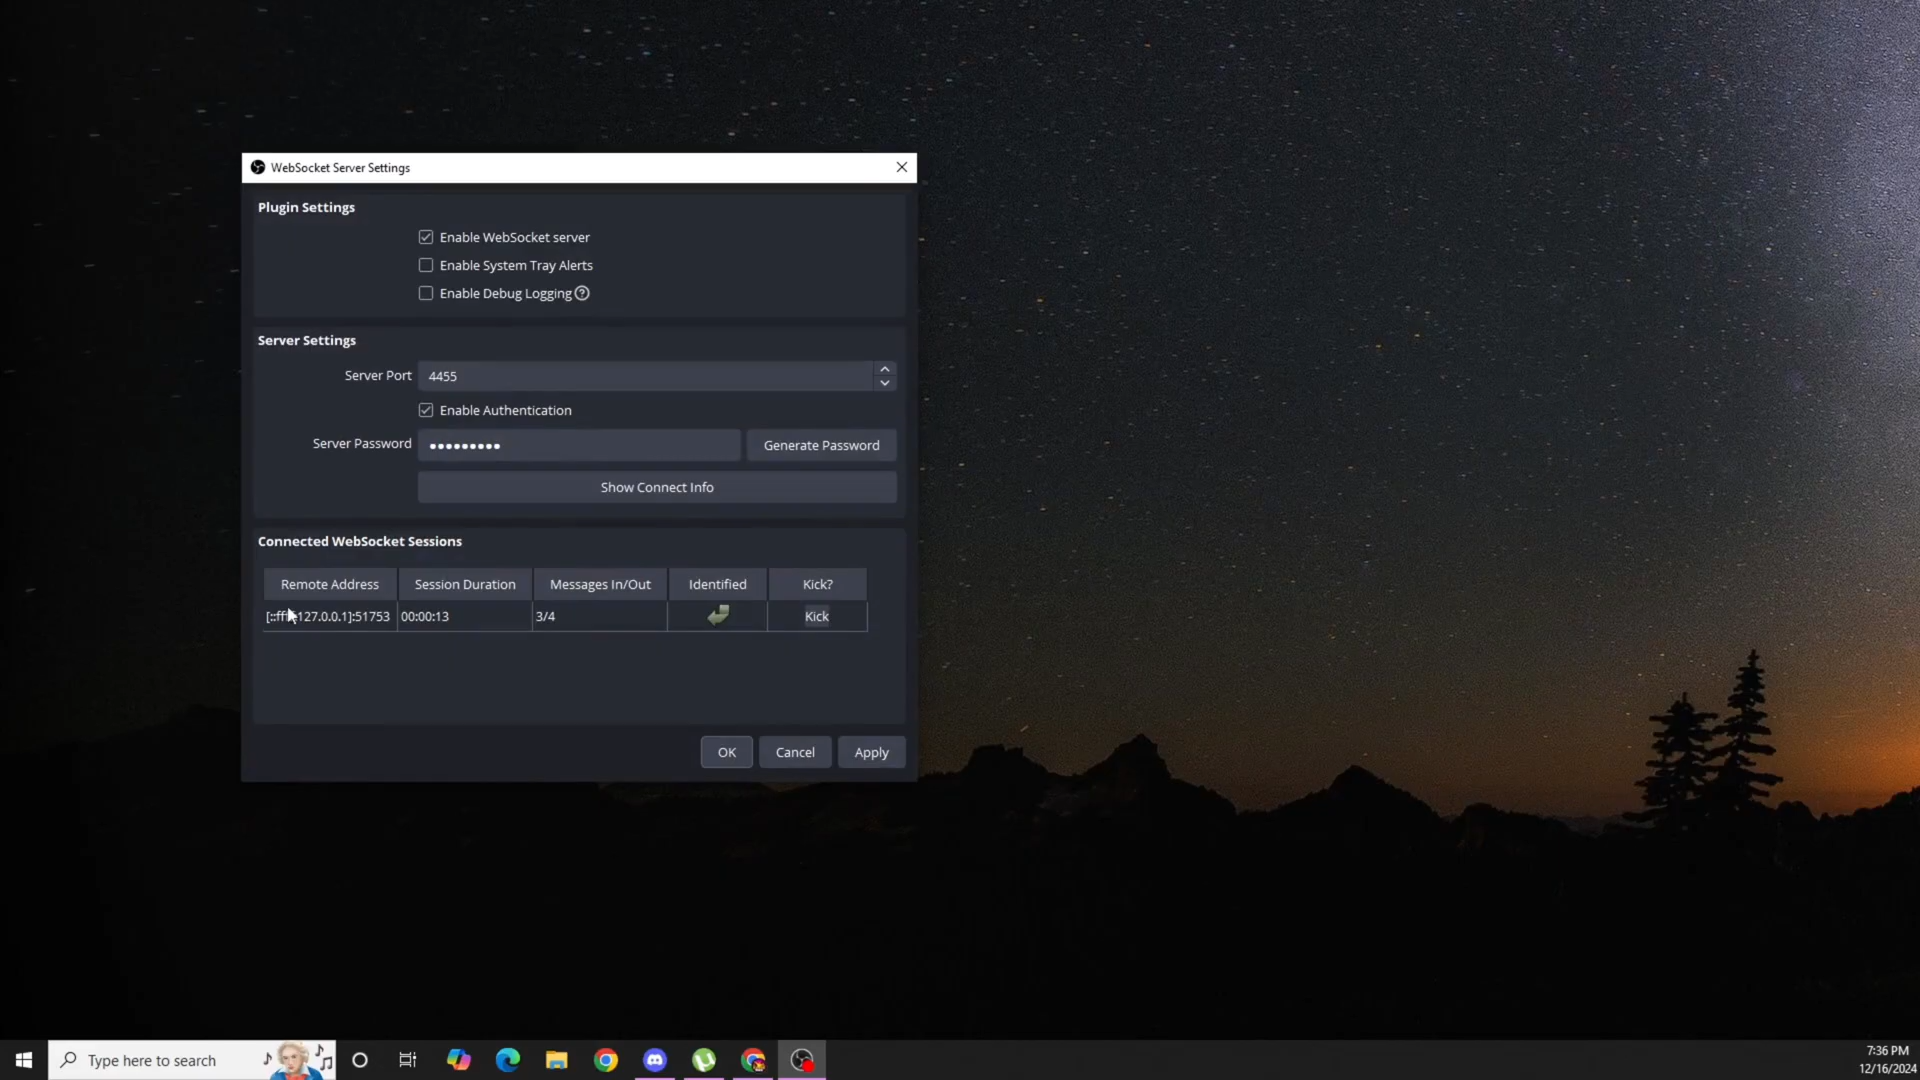 WebSocket Server Settings
Plugin Settings
Enable WebSocket server
Enable System Tray Alerts
Enable Debug Logging
Server Settings
Server Port 4455
Enable Authentication
Server Password ●●●●●●●●● Generate Password
Show Connect Info
Connected WebSocket Sessions
Remote Address Session Duration Messages In/Out Identified Kick?
127.0.0.1]:51753 00:00:13 3/4 Kick
OK Cancel Apply
Type here to search
7:36 PM
12/16/2024